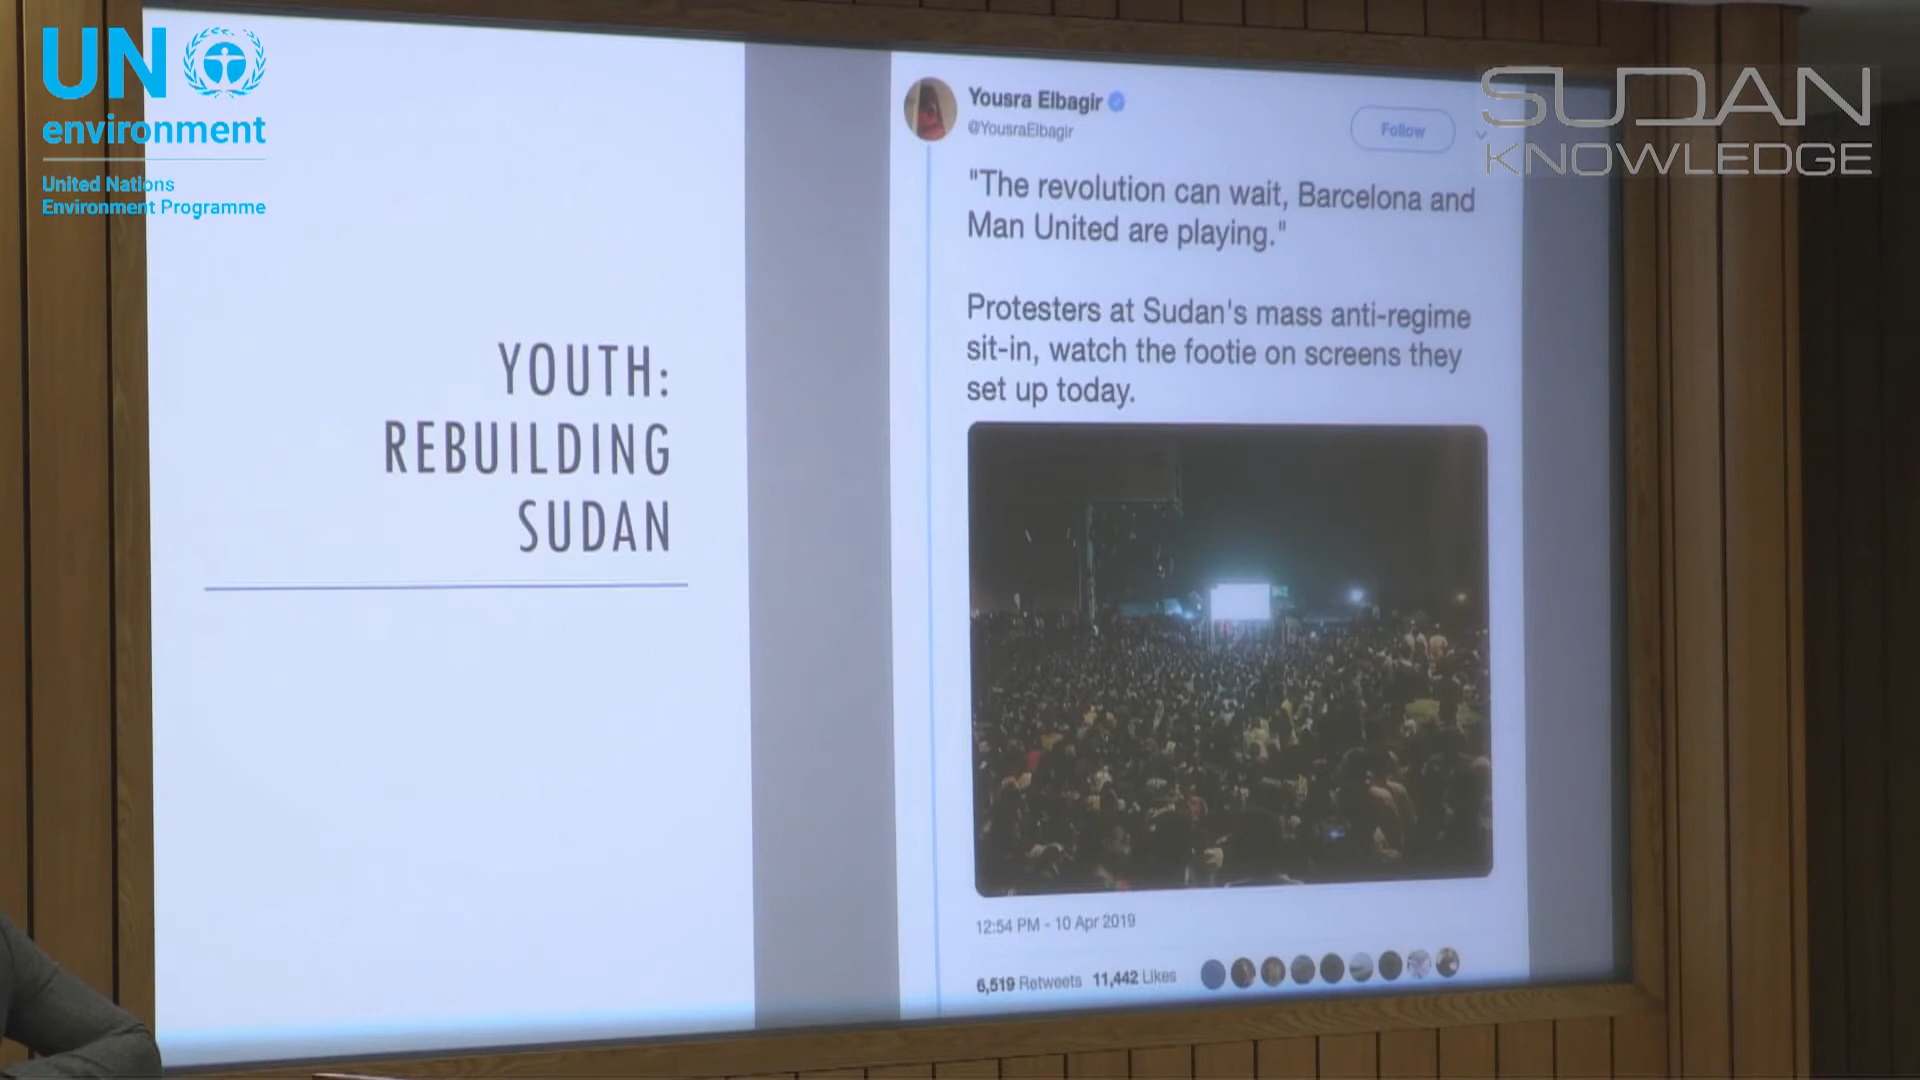 UN
environment
United Nations
Environment Programme
SUDAN
KNOWLEDGE
YOUTH:
REBUILDING
SUDAN
Yousra Elbagir
@YousraElbagir
Follow
"The revolution can wait, Barcelona and
Man United are playing."
Protesters at Sudan's mass anti-regime
sit-in, watch the footie on screens they
set up today.
12:54 PM - 10 Apr 2019
6,519 Retweets 11,442 Likes